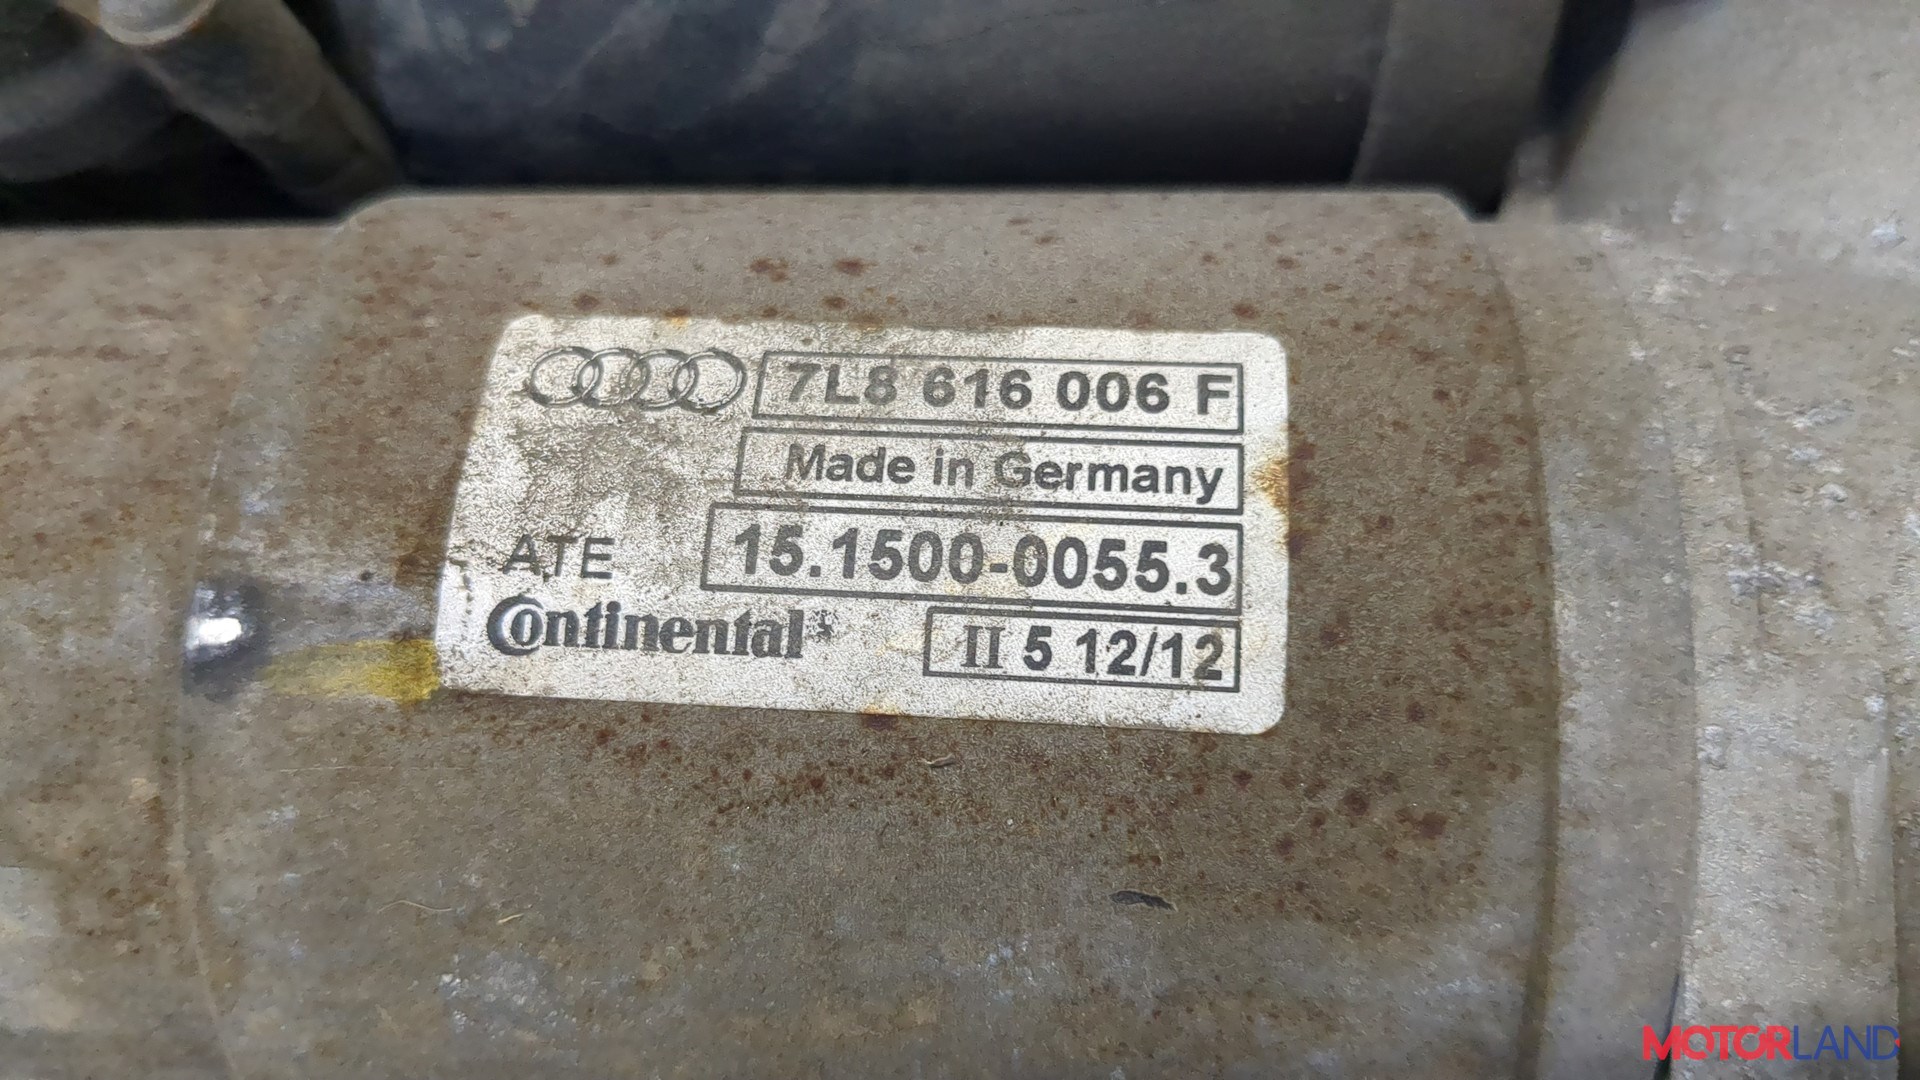 7L8 616 006 F
Made in Germany
ATE 15.1500-0055.3
Continental II 5 12/12
MOTORLAND